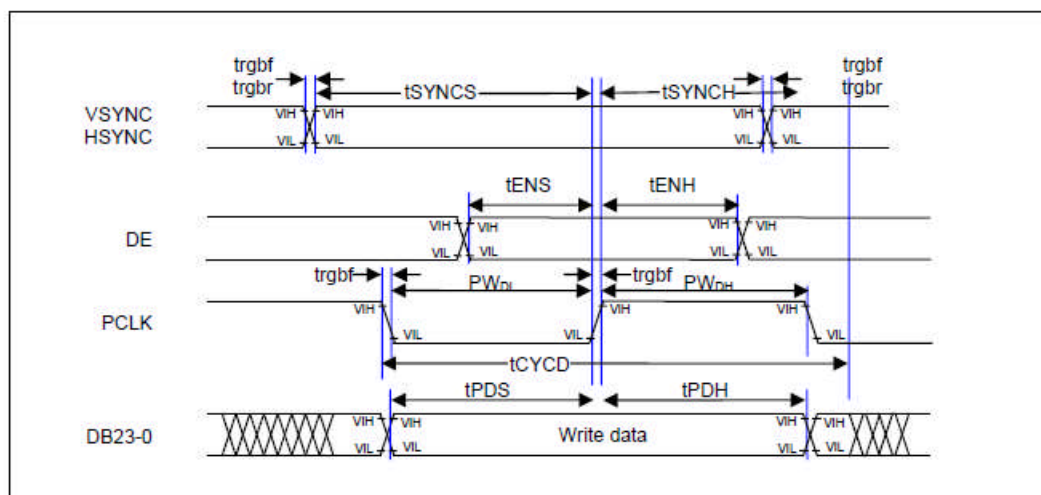 trgbf
trgbr
tSYNCS
tSYNCH
trgbf
trgbr
VSYNC
HSYNC
VIH
VIH
VIH
VIH
VIL
VIL
VIL
VIL
tENS
tENH
DE
VIH
VIH
VIH
VIH
VIL
VIL
VIL
VIL
trgbf
PWDL
trgbf
PWDH
PCLK
VIH
VIH
VIH
VIL
VIL
VIL
tCYCD
tPDS
tPDH
DB23-0
VIH
VIH
VIH
VIH
Write data
VIL
VIL
VIL
VIL